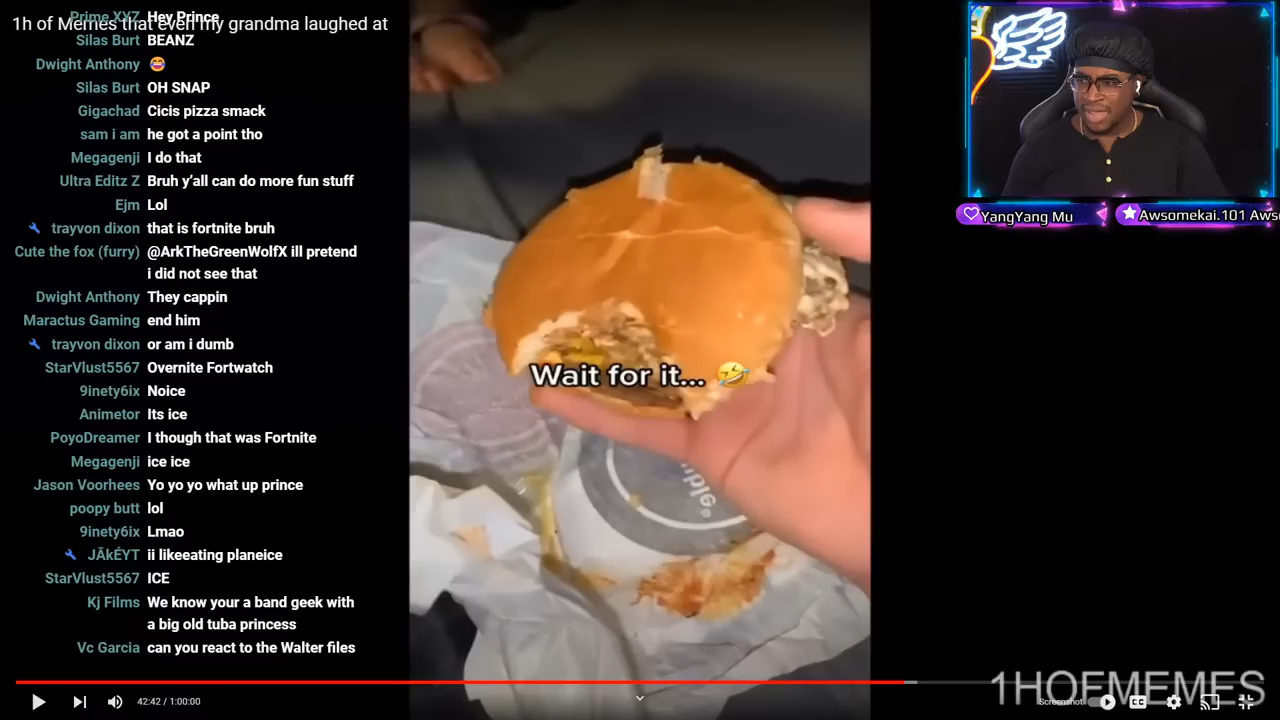 1h of Memes that even my grandma laughed at
Prime XYZ Hey Prince
Silas Burt BEANZ
Dwight Anthony 😂
Silas Burt OH SNAP
Gigachad Cicis pizza smack
sam i am he got a point tho
Megagenji I do that
Ultra Editz Z Bruh y'all can do more fun stuff
Ejm Lol
trayvon dixon that is fortnite bruh
Cute the fox (furry) @ArkTheGreenWolfX ill pretend
i did not see that
Dwight Anthony They cappin
Maractus Gaming end him
trayvon dixon or am i dumb
StarVlust5567 Overnite Fortwatch
9inety6ix Noice
Animetor Its ice
PoyoDreamer I though that was Fortnite
Megagenji ice ice
Jason Voorhees Yo yo yo what up prince
poopy butt lol
9inety6ix Lmao
JÃkÉYT ii likeeating planeice
StarVlust5567 ICE
Kj Films We know your a band geek with
a big old tuba princess
Vc Garcia can you react to the Walter files
Wait for it... 🤣
uble®
YangYang Mu
Awsomekai.101 Aws
1HOFMEMES
42:42 / 1:00:00
Screenshot
CC